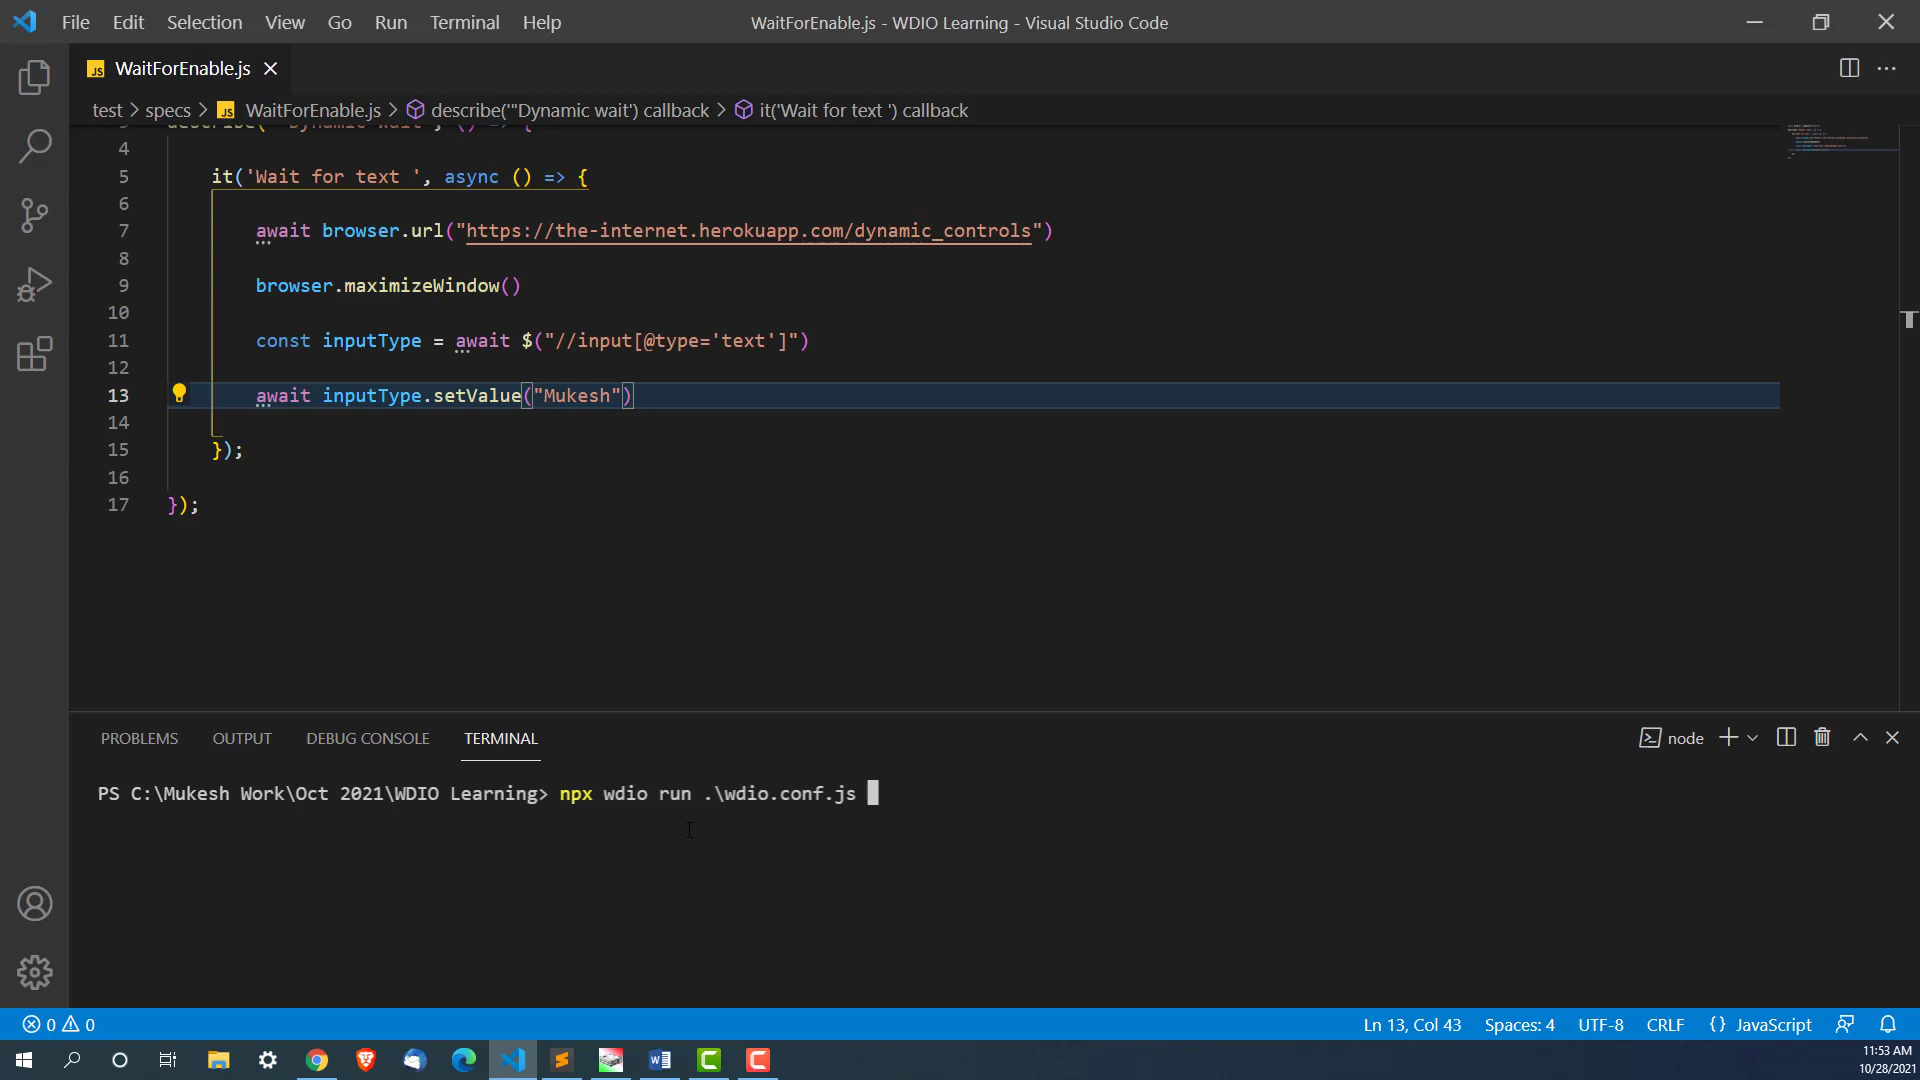 File Edit Selection View Go Run Terminal Help WaitForEnable.js - WDIO Learning - Visual Studio Code
JS WaitForEnable.js
test > specs > JS WaitForEnable.js > describe('"Dynamic wait') callback > it('Wait for text ') callback
4
5 it('Wait for text ', async () => {
6
7 await browser.url("https://the-internet.herokuapp.com/dynamic_controls")
8
9 browser.maximizeWindow()
10
11 const inputType = await $("//input[@type='text']")
12
13 await inputType.setValue("Mukesh")
14
15 });
16
17 });
PROBLEMS OUTPUT DEBUG CONSOLE TERMINAL node
PS C:\Mukesh Work\Oct 2021\WDIO Learning> npx wdio run .\wdio.conf.js
0 0 Ln 13, Col 43 Spaces: 4 UTF-8 CRLF {} JavaScript
11:53 AM
10/28/2021